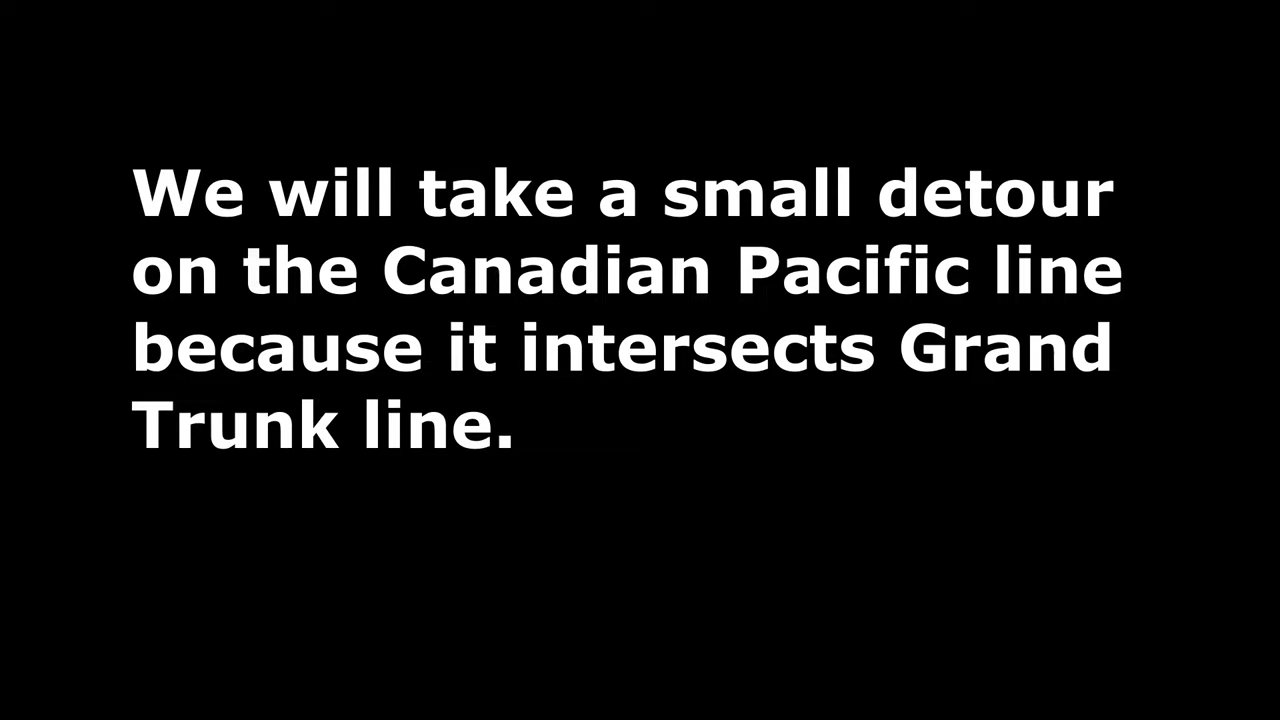 We will take a small detour
on the Canadian Pacific line
because it intersects Grand
Trunk line.